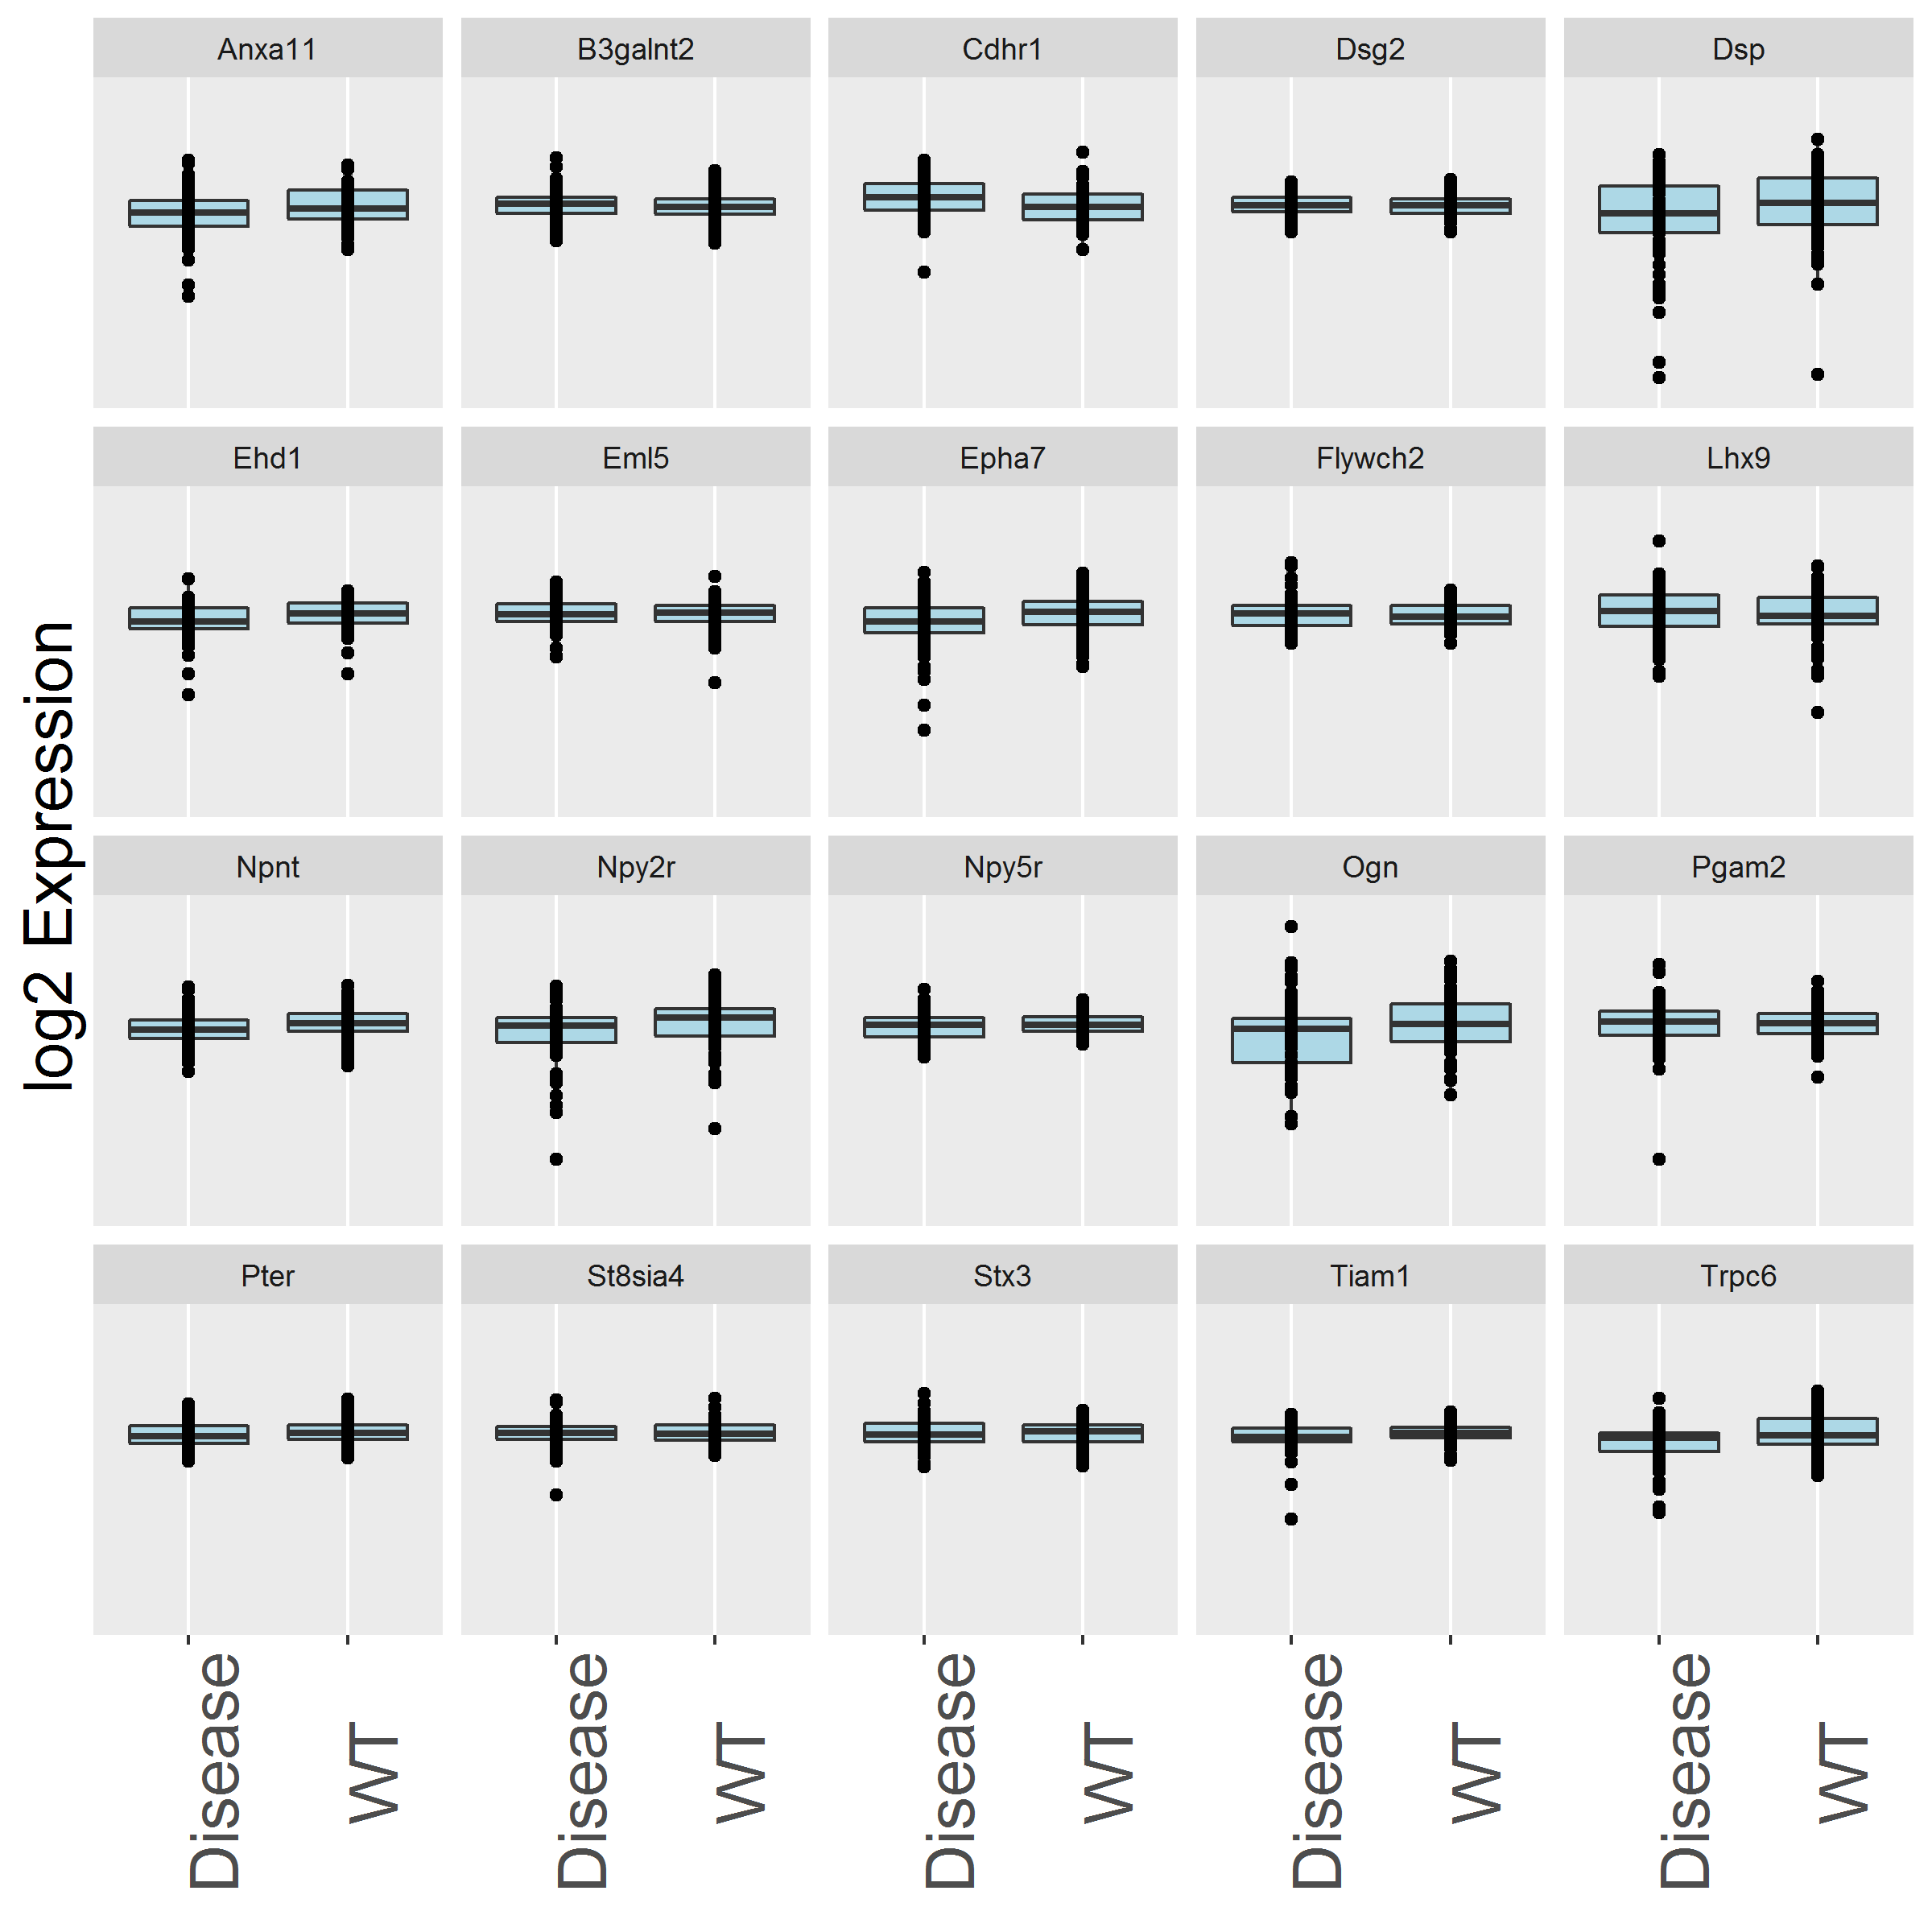 Anxa11
B3galnt2
Cdhr1
Dsg2
Dsp
Ehd1
Eml5
Epha7
Flywch2
Lhx9
Npnt
Npy2r
Npy5r
Ogn
Pgam2
Pter
St8sia4
Stx3
Tiam1
Trpc6
log2 Expression
Disease
WT
Disease
WT
Disease
WT
Disease
WT
Disease
WT